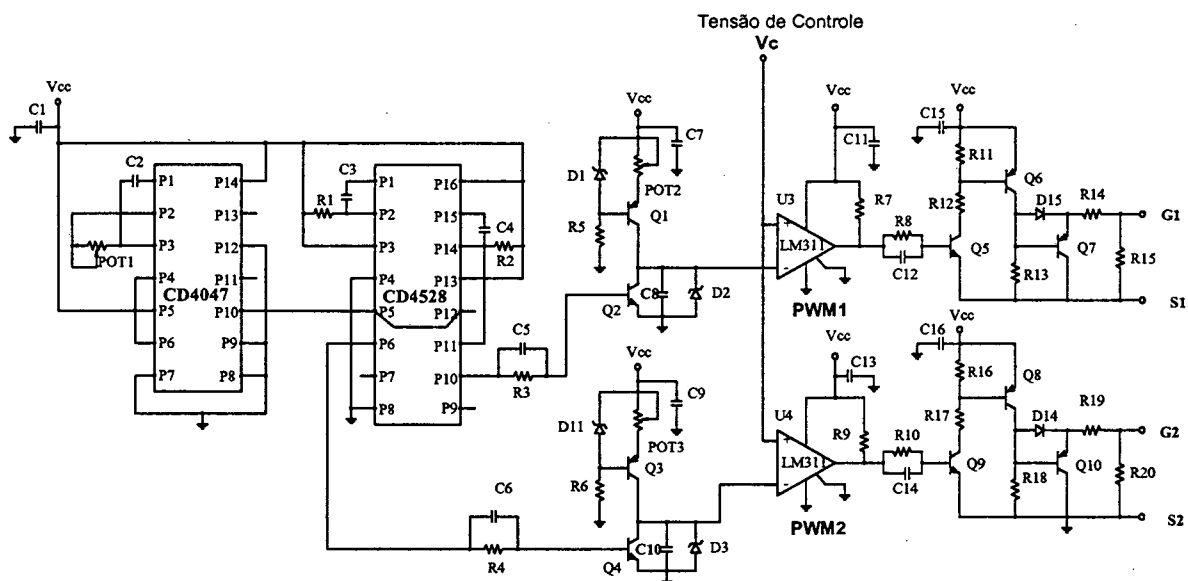 Tensão de Controle
Vc
Vcc
C1
C2
P1
P2
P3
P4
P5
P6
P7
P14
P13
P12
P11
P10
P9
P8
POT1
CD4047
R1
C3
P1
P2
P3
P4
P5
P6
P7
P8
P16
P15
P14
P13
P12
P11
P10
P9
CD4528
C4
R2
C5
R3
C6
R4
Vcc
C7
D1
POT2
R5
Q1
Q2
C8
D2
Vcc
C9
D11
POT3
R6
Q3
Q4
C10
D3
Vcc
C11
U3
+
-
LM311
R7
R8
C12
PWM1
Vcc
C15
R11
R12
Q5
Q6
D15
R13
Q7
R14
R15
G1
S1
Vcc
C13
U4
+
-
LM311
R9
R10
C14
PWM2
Vcc
C16
R16
R17
Q9
Q8
D14
R18
Q10
R19
R20
G2
S2